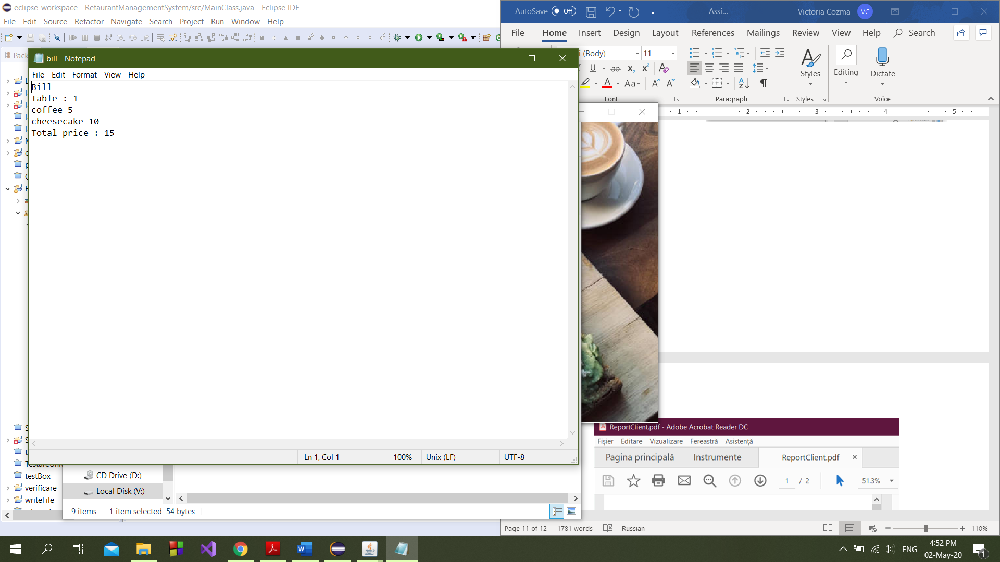 eclipse-workspace - RetaurantManagementSystem/src/MainClass.java - Eclipse IDE
File Edit Source Refactor Navigate Search Project Run Window Help
bill - Notepad
File Edit Format View Help
Bill
Table : 1
coffee 5
cheesecake 10
Total price : 15
Ln 1, Col 1 100% Unix (LF) UTF-8
testBox
verificare
writeFile
CD Drive (D:)
Local Disk (V:)
9 items 1 item selected 54 bytes
AutoSave Off Assi... Victoria Cozma VC
File Home Insert Design Layout References Mailings Review View Help Search
(Body) 11
Styles Editing Dictate
Font Paragraph Styles Voice
1 2 3 4 5
ReportClient.pdf - Adobe Acrobat Reader DC
Fișier Editare Vizualizare Fereastră Asistență
Pagina principală Instrumente ReportClient.pdf
1 / 2 51.3%
Page 11 of 12 1781 words Russian 110%
ENG 4:52 PM
02-May-20 1